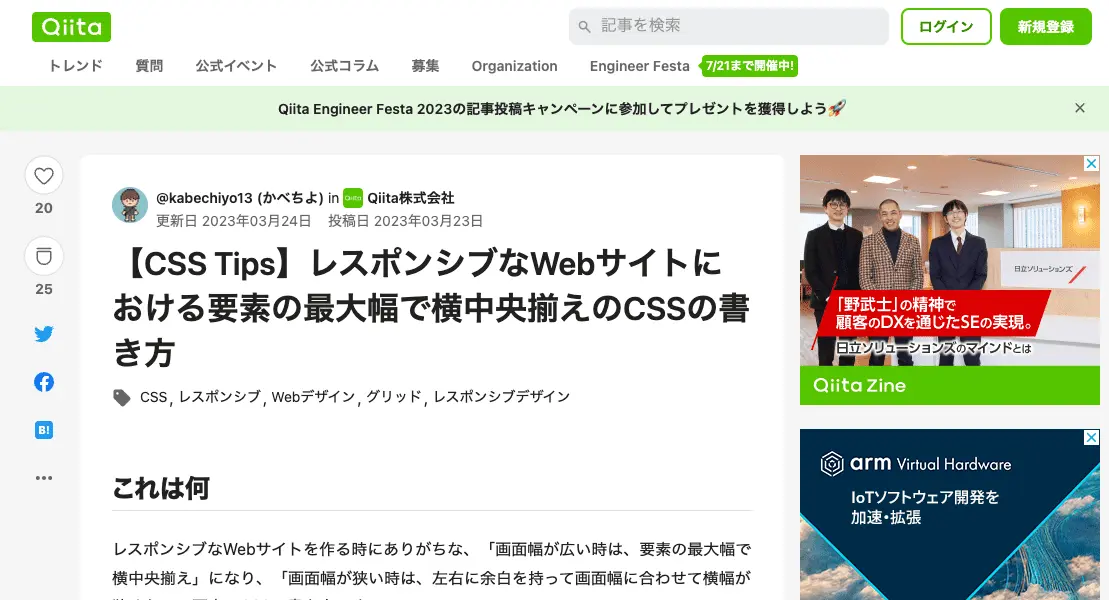 Qiita
記事を検索
ログイン
新規登録
トレンド 質問 公式イベント 公式コラム 募集 Organization Engineer Festa 7/21まで開催中!
Qiita Engineer Festa 2023の記事投稿キャンペーンに参加してプレゼントを獲得しよう🚀
20
25
B!
@kabechiyo13 (かべちよ) in Qiita Qiita株式会社
更新日 2023年03月24日 投稿日 2023年03月23日
【CSS Tips】レスポンシブなWebサイトに
おける要素の最大幅で横中央揃えのCSSの書
き方
CSS, レスポンシブ, Webデザイン, グリッド, レスポンシブデザイン
これは何
レスポンシブなWebサイトを作る時にありがちな、「画面幅が広い時は、要素の最大幅で
横中央揃え」になり、「画面幅が狭い時は、左右に余白を持って画面幅に合わせて横幅が
日立ソリューションズ
「野武士」の精神で
顧客のDXを通じたSEの実現。
日立ソリューションズのマインドとは
Qiita Zine
arm Virtual Hardware
IoTソフトウェア開発を
加速・拡張